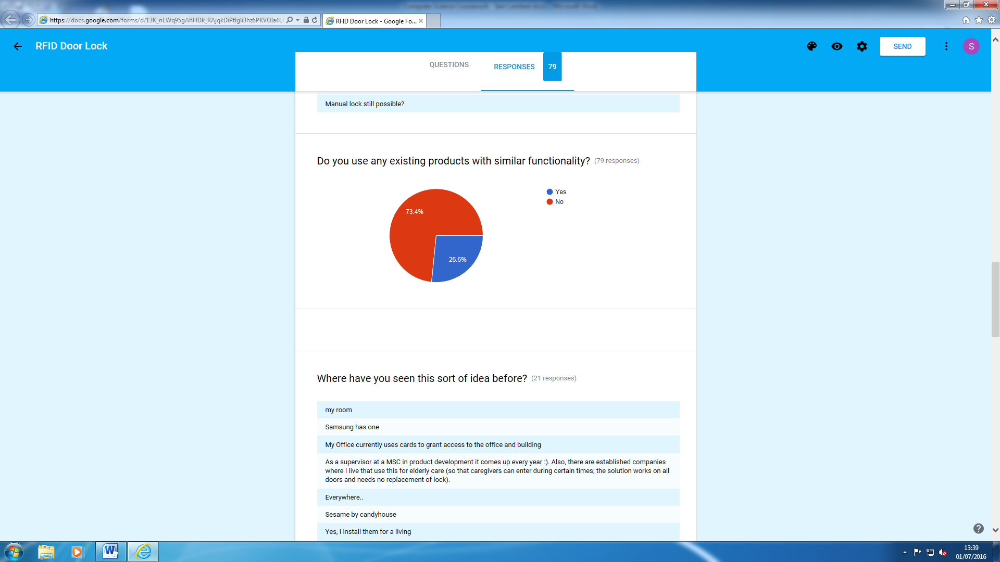 https://docs.google.com/forms/d/13K_nLWq95gAhHDk_RAjqkDiPtIgli3hz6PKVOIa4LI
RFID Door Lock - Google Fo...
RFID Door Lock
SEND
S
QUESTIONS
RESPONSES 79
Manual lock still possible?
Do you use any existing products with similar functionality? (79 responses)
Yes
No
73.4%
26.6%
Where have you seen this sort of idea before? (21 responses)
my room
Samsung has one
My Office currently uses cards to grant access to the office and building
As a supervisor at a MSC in product development it comes up every year :). Also, there are established companies
where I live that use this for elderly care (so that caregivers can enter during certain times; the solution works on all
doors and needs no replacement of lock).
Everywhere..
Sesame by candyhouse
Yes, I install them for a living
13:39
01/07/2016